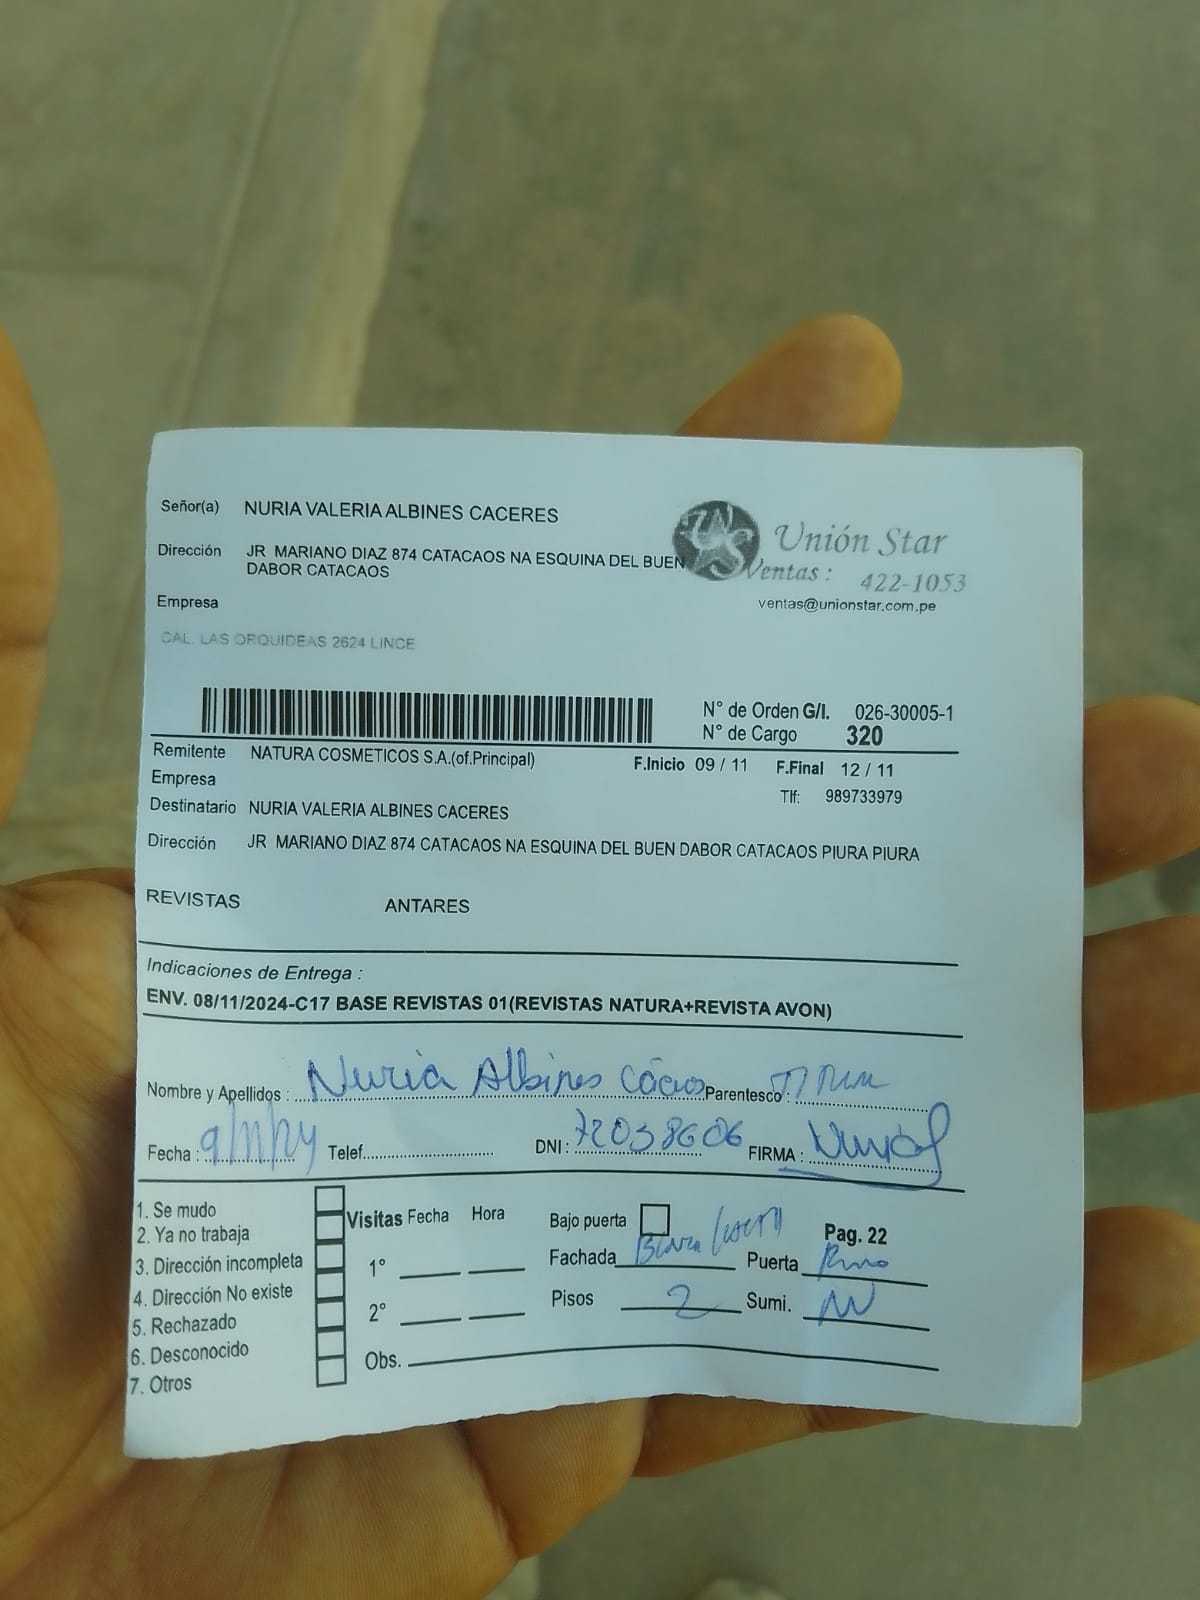 Señor(a) NURIA VALERIA ALBINES CACERES
Dirección JR MARIANO DIAZ 874 CATACAOS NA ESQUINA DEL BUEN
DABOR CATACAOS
Unión Star
Ventas : 422-1053
ventas@unionstar.com.pe
Empresa
CAL. LAS ORQUIDEAS 2624 LINCE
N° de Orden G/I. 026-30005-1
N° de Cargo 320
Remitente NATURA COSMETICOS S.A.(of.Principal) F.Inicio 09 / 11 F.Final 12 / 11
Empresa Tlf: 989733979
Destinatario NURIA VALERIA ALBINES CACERES
Dirección JR MARIANO DIAZ 874 CATACAOS NA ESQUINA DEL BUEN DABOR CATACAOS PIURA PIURA
REVISTAS ANTARES
Indicaciones de Entrega :
ENV. 08/11/2024-C17 BASE REVISTAS 01(REVISTAS NATURA+REVISTA AVON)
Nombre y Apellidos : Nuria Albines Cáceres Parentesco :
Fecha : 9/11/24 Telef. DNI : 72038606 FIRMA :
1. Se mudo
2. Ya no trabaja
3. Dirección incompleta
4. Dirección No existe
5. Rechazado
6. Desconocido
7. Otros
Visitas Fecha Hora
1°
2°
Obs.
Bajo puerta Pag. 22
Fachada Puerta
Pisos 2 Sumi.